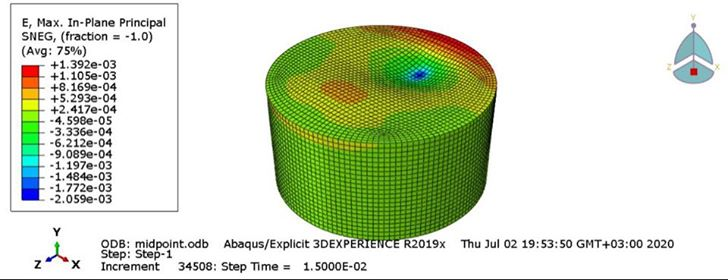 E, Max. In-Plane Principal
SNEG, (fraction = -1.0)
(Avg: 75%)
+1.392e-03
+1.105e-03
+8.169e-04
+5.293e-04
+2.417e-04
-4.598e-05
-3.336e-04
-6.212e-04
-9.089e-04
-1.197e-03
-1.484e-03
-1.772e-03
-2.059e-03
Y
Z X
Y
Z X
ODB: midpoint.odb Abaqus/Explicit 3DEXPERIENCE R2019x Thu Jul 02 19:53:50 GMT+03:00 2020
Step: Step-1
Increment 34508: Step Time = 1.5000E-02